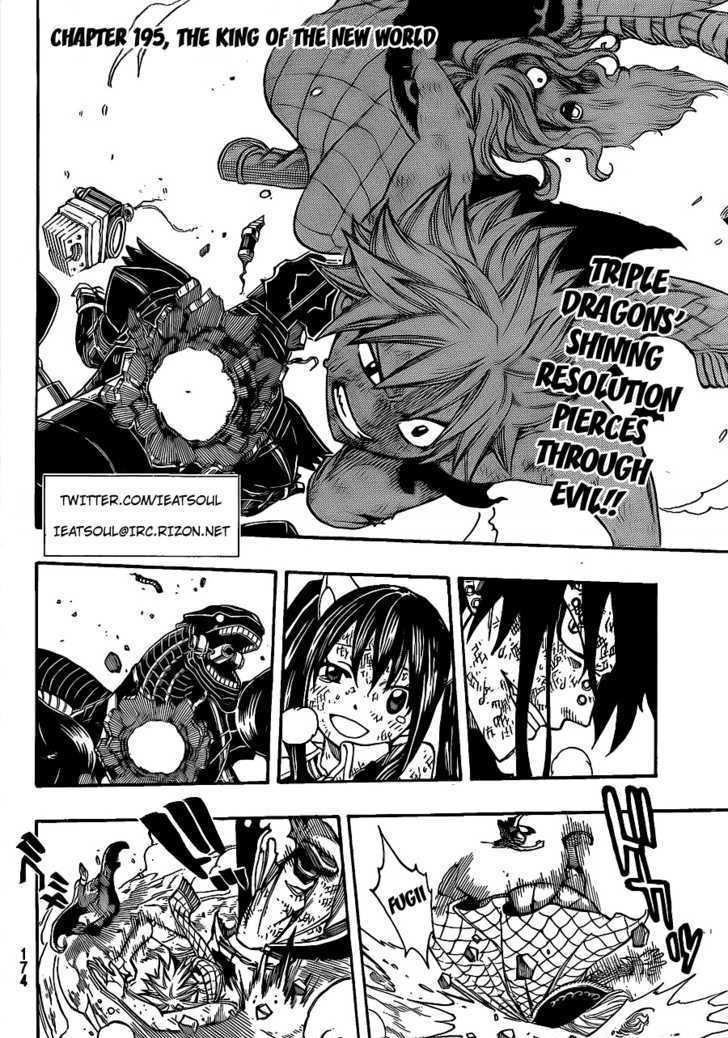 CHAPTER 195, THE KING OF THE NEW WORLD
TRIPLE
DRAGONS'
SHINING
RESOLUTION
PIERCES
THROUGH
EVIL!!
TWITTER.COM/IEATSOUL
IEATSOUL@IRC.RIZON.NET
FUGII
174